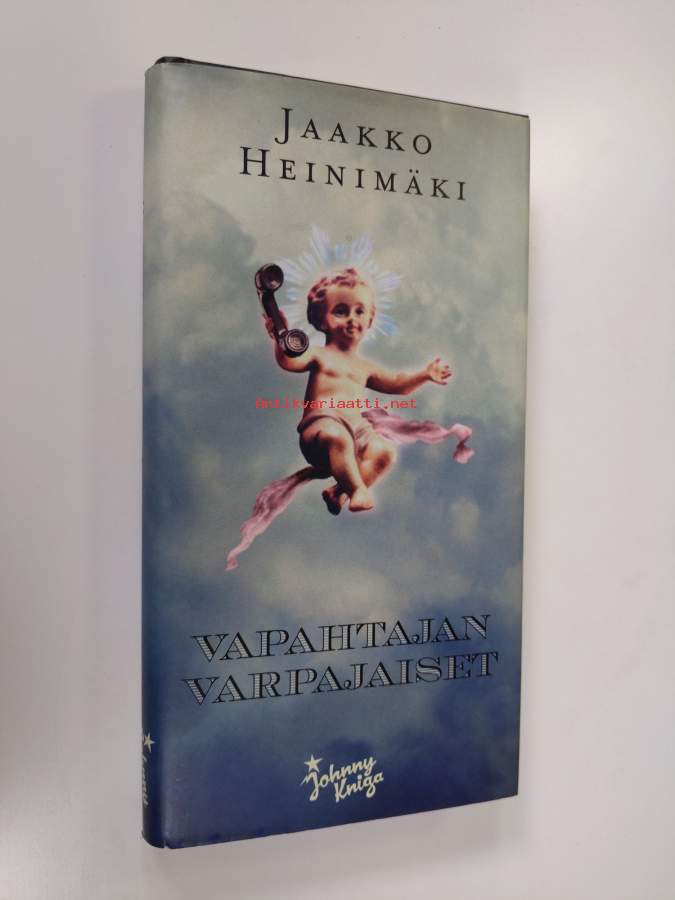 JAAKKO
HEINIMÄKI
Antikvariaatti.net
VAPAHTAJAN
VARPAJAISET
Johnny
Kniga